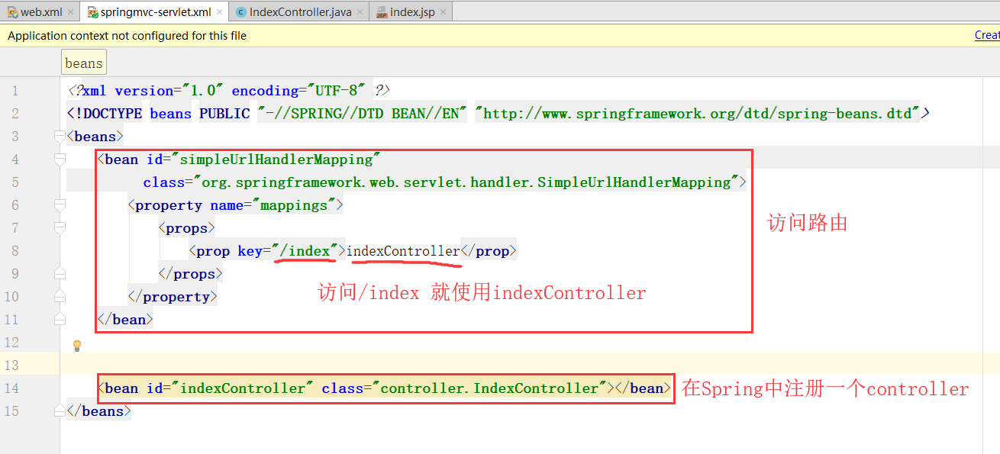 web.xml springmvc-servlet.xml IndexController.java index.jsp
Application context not configured for this file
beans
1 <?xml version="1.0" encoding="UTF-8" ?>
2 <!DOCTYPE beans PUBLIC "-//SPRING//DTD BEAN//EN" "http://www.springframework.org/dtd/spring-beans.dtd">
3 <beans>
4 <bean id="simpleUrlHandlerMapping"
5 class="org.springframework.web.servlet.handler.SimpleUrlHandlerMapping">
6 <property name="mappings">
7 <props>
访问路由
8 <prop key="/index">indexController</prop>
9 </props>
10 </property>
访问/index 就使用indexController
11 </bean>
12
13
14 <bean id="indexController" class="controller.IndexController"></bean> 在Spring中注册一个controller
15 </beans>